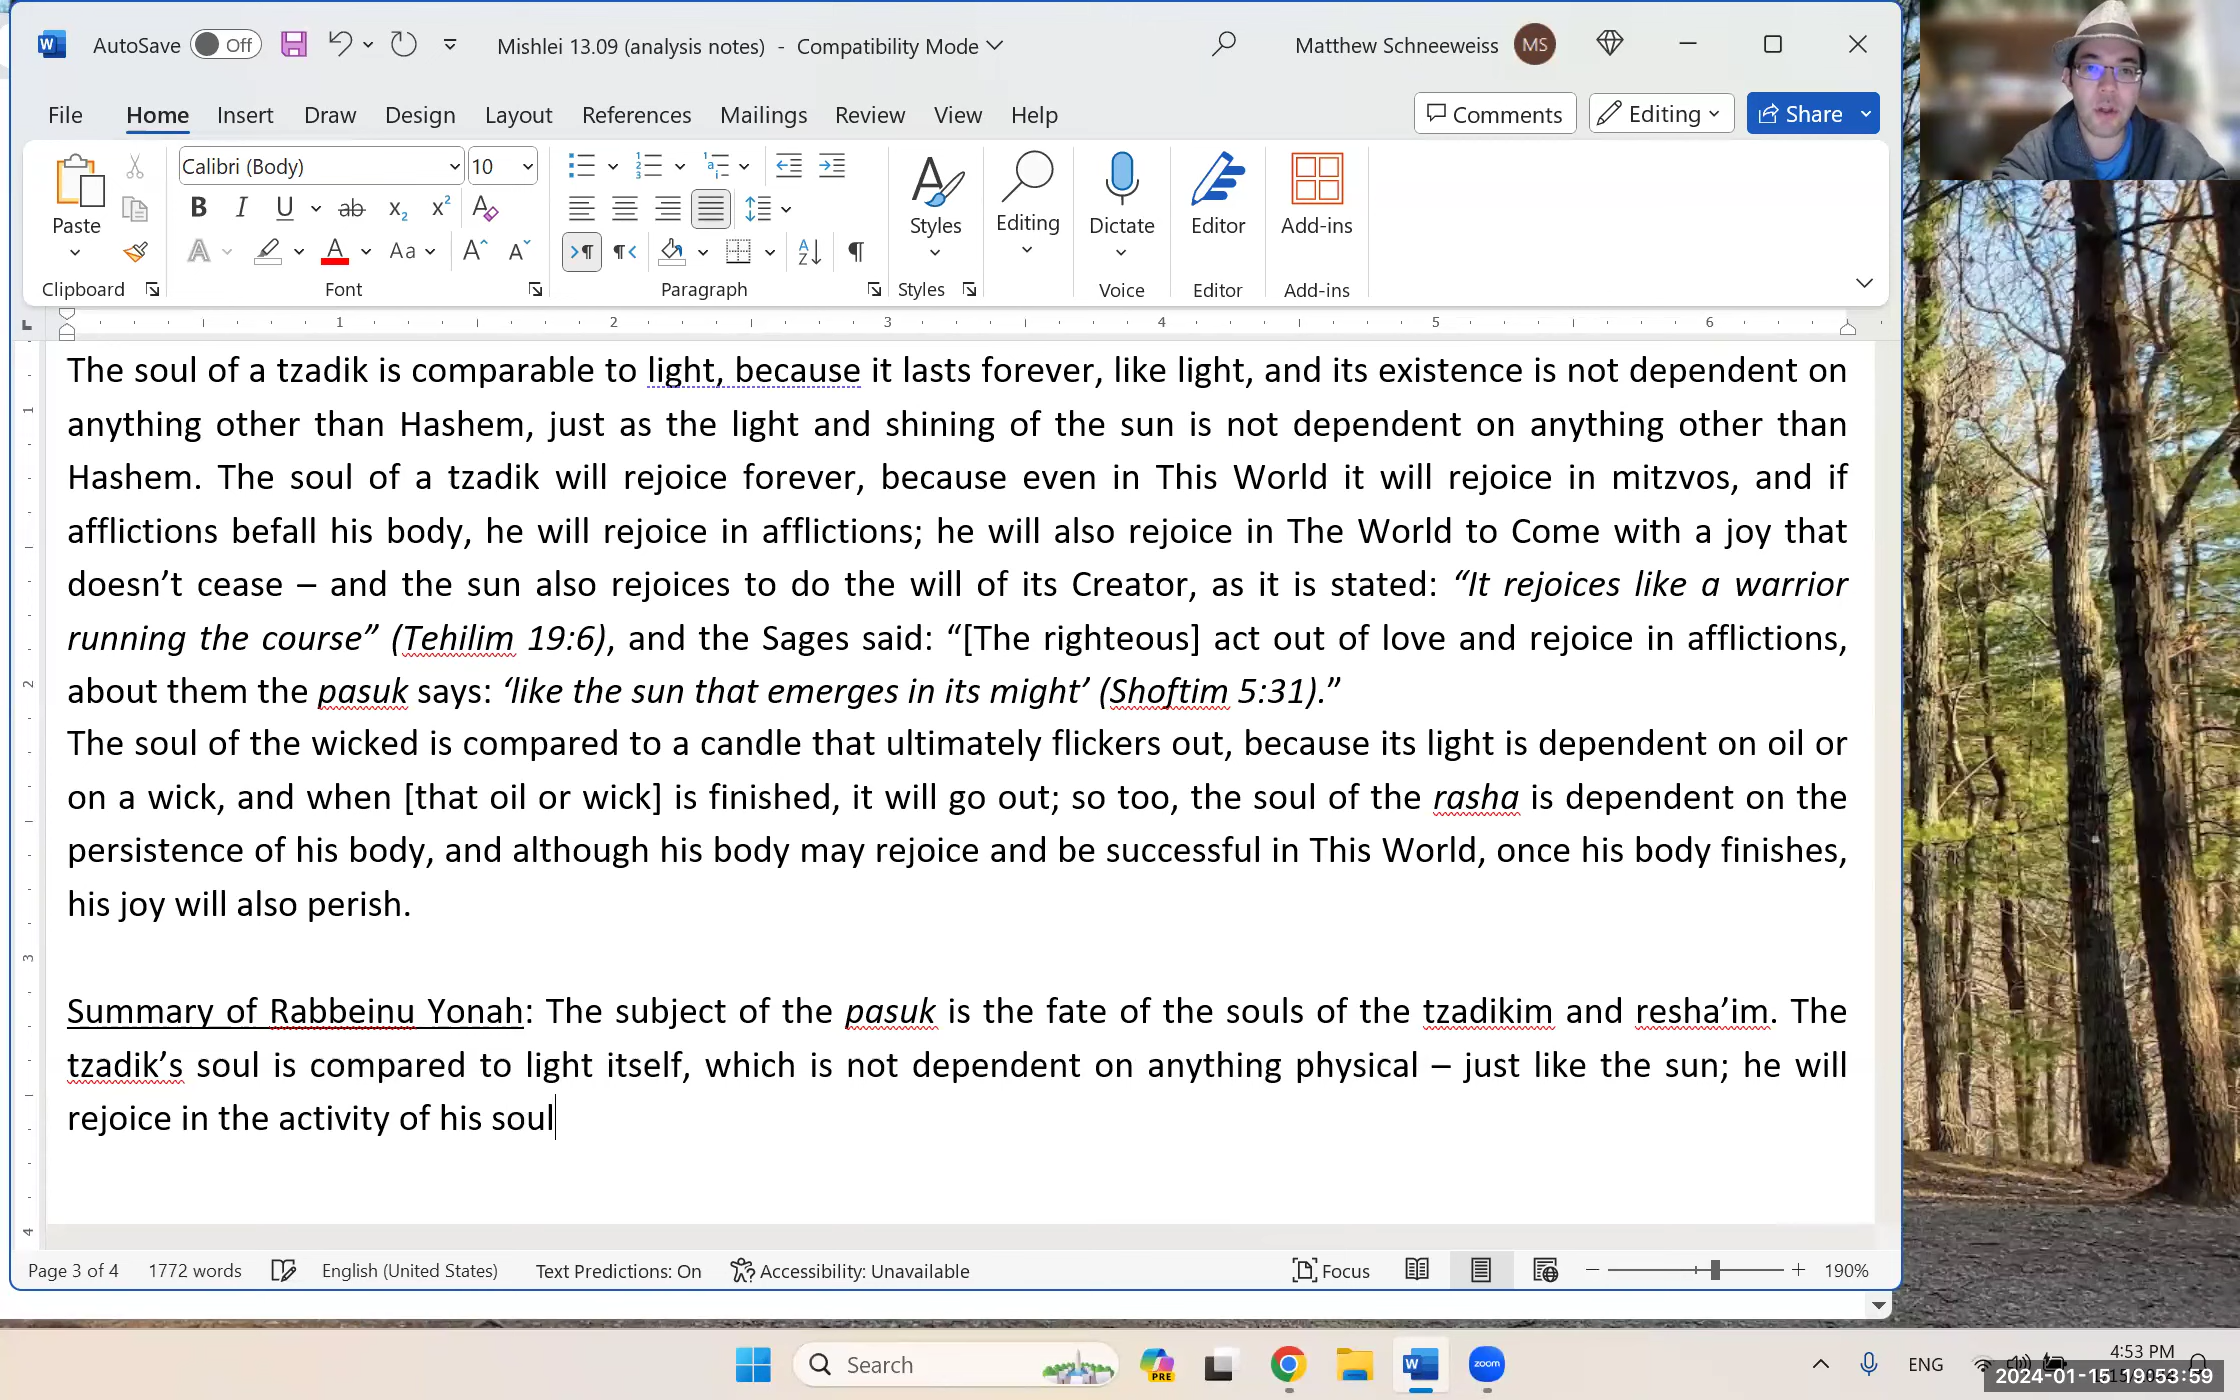 AutoSave Off Mishlei 13.09 (analysis notes) - Compatibility Mode Matthew Schneeweiss MS
File Home Insert Draw Design Layout References Mailings Review View Help Comments Editing Share
Calibri (Body) 10
Paste Styles Editing Dictate Editor Add-ins
Clipboard Font Paragraph Styles Voice Editor Add-ins
1 2 3 4 5 6
The soul of a tzadik is comparable to light, because it lasts forever, like light, and its existence is not dependent on
anything other than Hashem, just as the light and shining of the sun is not dependent on anything other than
Hashem. The soul of a tzadik will rejoice forever, because even in This World it will rejoice in mitzvos, and if
afflictions befall his body, he will rejoice in afflictions; he will also rejoice in The World to Come with a joy that
doesn’t cease – and the sun also rejoices to do the will of its Creator, as it is stated: “It rejoices like a warrior
running the course” (Tehilim 19:6), and the Sages said: “[The righteous] act out of love and rejoice in afflictions,
about them the pasuk says: ‘like the sun that emerges in its might’ (Shoftim 5:31).”
The soul of the wicked is compared to a candle that ultimately flickers out, because its light is dependent on oil or
on a wick, and when [that oil or wick] is finished, it will go out; so too, the soul of the rasha is dependent on the
persistence of his body, and although his body may rejoice and be successful in This World, once his body finishes,
his joy will also perish.
Summary of Rabbeinu Yonah: The subject of the pasuk is the fate of the souls of the tzadikim and resha’im. The
tzadik’s soul is compared to light itself, which is not dependent on anything physical – just like the sun; he will
rejoice in the activity of his soul
Page 3 of 4 1772 words English (United States) Text Predictions: On Accessibility: Unavailable Focus 190%
Search PRE zoom ENG 4:53 PM
2024-01-15 19:53:59